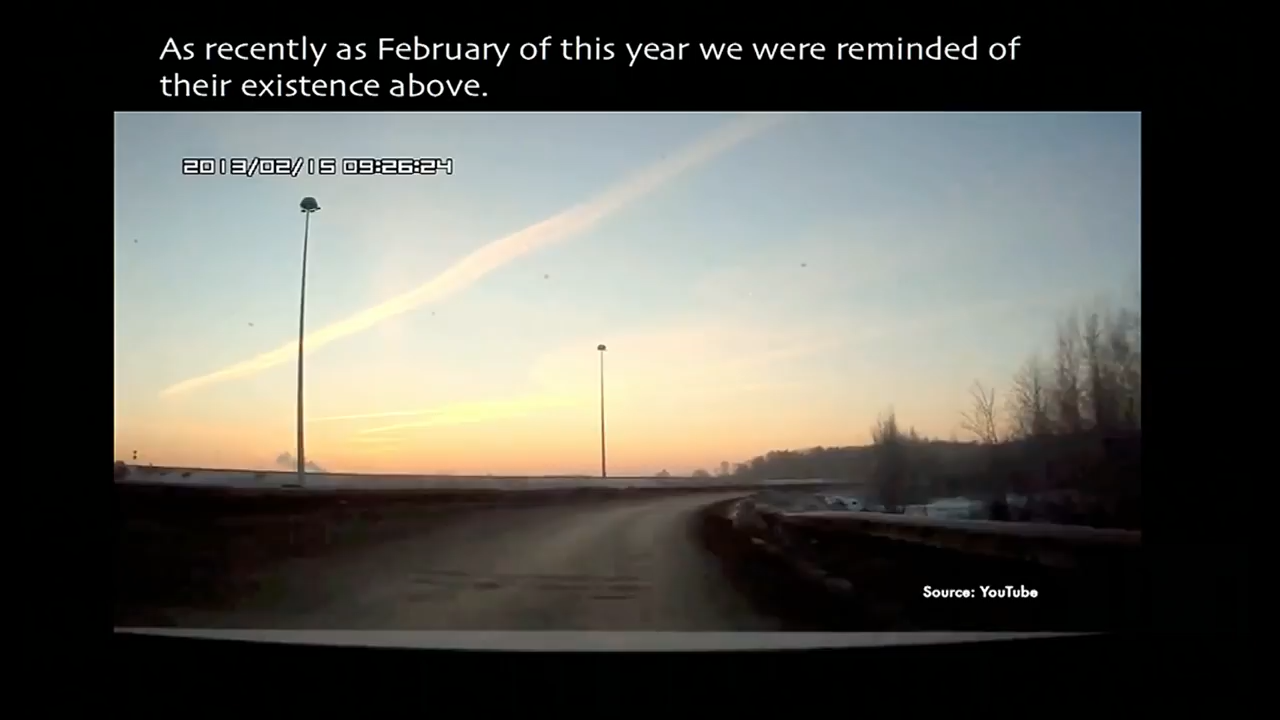 As recently as February of this year we were reminded of
their existence above.
2013/02/15 09:26:24
Source: YouTube